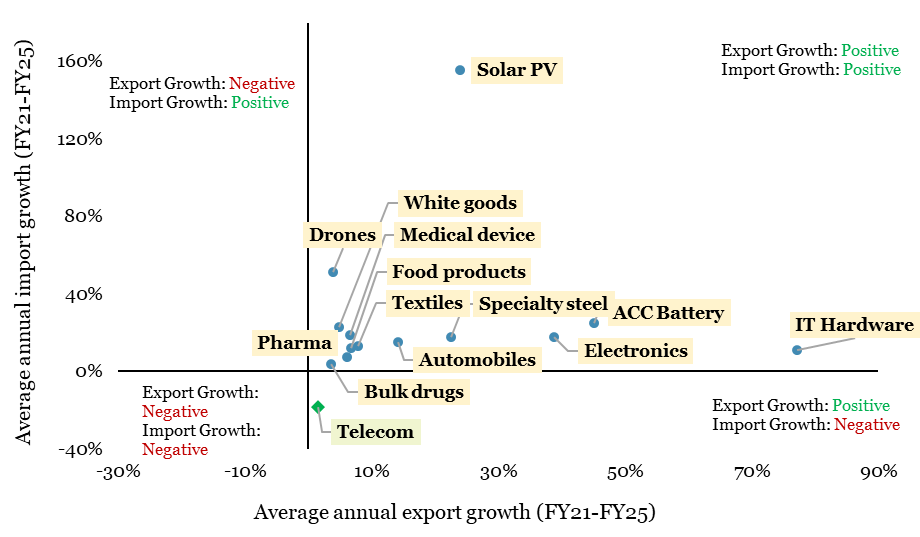 160%
120%
80%
40%
0%
-40%
-30%
-10%
10%
30%
50%
70%
90%
Average annual import growth (FY21-FY25)
Average annual export growth (FY21-FY25)
Export Growth: Negative
Import Growth: Positive
Export Growth: Positive
Import Growth: Positive
Solar PV
White goods
Drones
Medical device
Food products
Textiles
Specialty steel
ACC Battery
IT Hardware
Pharma
Automobiles
Electronics
Bulk drugs
Telecom
Export Growth:
Negative
Import Growth:
Negative
Export Growth: Positive
Import Growth: Negative